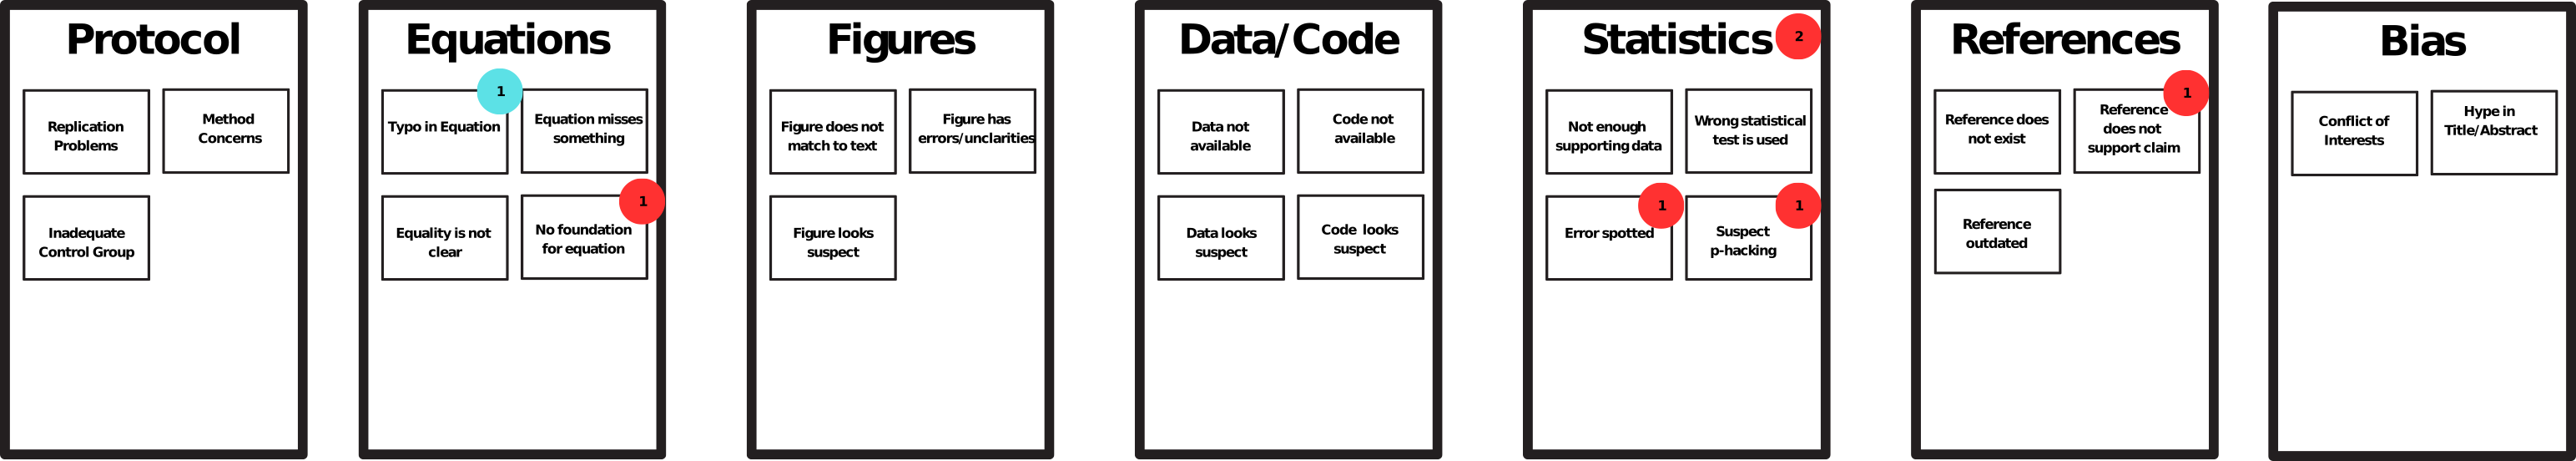 Protocol
Replication
Problems
Method
Concerns
Inadequate
Control Group
Equations
1
Typo in Equation
Equation misses
something
Equality is not
clear
1
No foundation
for equation
Figures
Figure does not
match to text
Figure has
errors/unclarities
Figure looks
suspect
Data/Code
Data not
available
Code not
available
Data looks
suspect
Code looks
suspect
Statistics
2
Not enough
supporting data
Wrong statistical
test is used
1
Error spotted
1
Suspect
p-hacking
References
Reference does
not exist
1
Reference
does not
support claim
Reference
outdated
Bias
Conflict of
Interests
Hype in
Title/Abstract